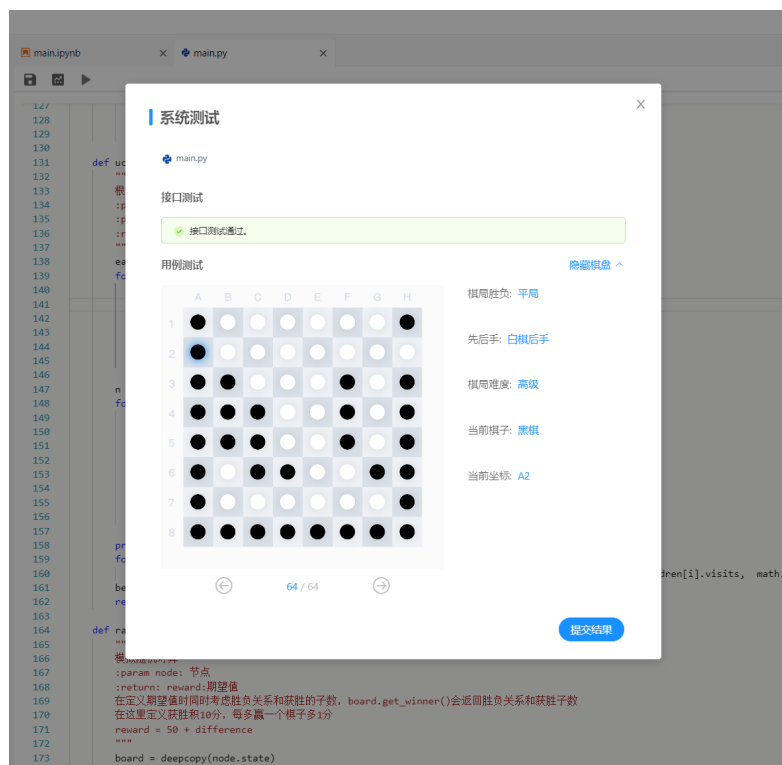 main.ipynb
main.py
127
128
129
130
131 def uc
132 """
133 根
134 :p
135 :p
136 :r
137 """
138 ea
139 fo
140
141
142
143
144
145
146
147 n
148 fo
149
150
151
152
153
154
155
156
157
158 pr
159 fo
160 dren[i].visits, math.
161 be
162 re
163
164 def ra
165 """
166
167 :param node: 节点
168 :return: reward:期望值
169 在定义期望值时同时考虑胜负关系和获胜的子数，board.get_winner()会返回胜负关系和获胜子数
170 在这里定义获胜积10分，每多赢一个棋子多1分
171 reward = 50 + difference
172 """
173 board = deepcopy(node.state)
系统测试
main.py
接口测试
接口测试通过。
用例测试
隐藏棋盘
A B C D E F G H
1
2
3
4
5
6
7
8
64 / 64
棋局胜负: 平局
先后手: 白棋后手
棋局难度: 高级
当前棋子: 黑棋
当前坐标: A2
提交结果